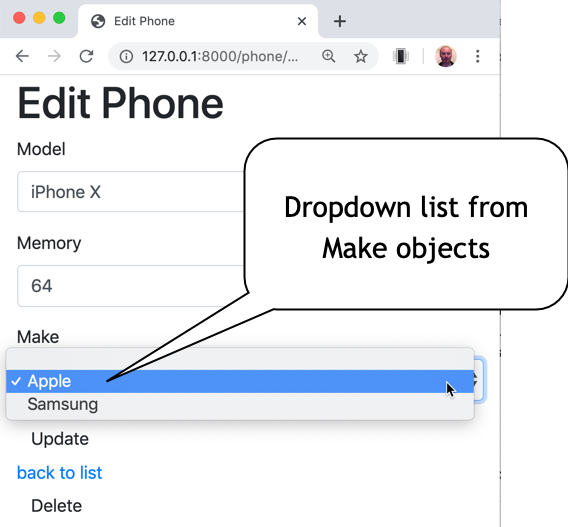 Edit Phone
127.0.0.1:8000/phone/...
Edit Phone
Model
iPhone X
Dropdown list from
Make objects
Memory
64
Make
✓ Apple
Samsung
Update
back to list
Delete